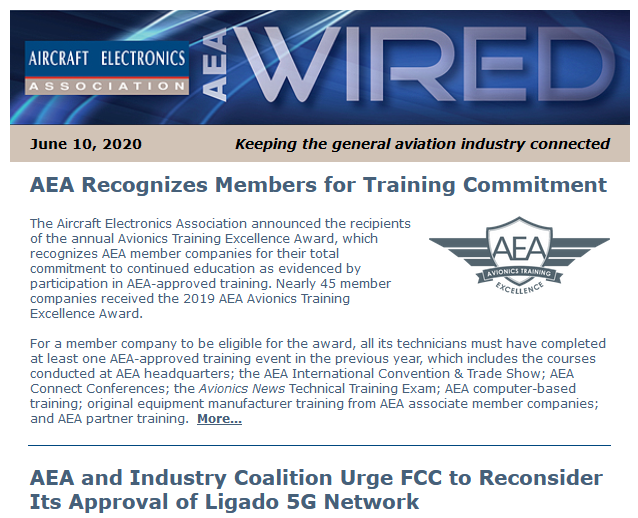 AIRCRAFT ELECTRONICS
ASSOCIATION
AEA
WIRED
June 10, 2020
Keeping the general aviation industry connected
AEA Recognizes Members for Training Commitment
The Aircraft Electronics Association announced the recipients
of the annual Avionics Training Excellence Award, which
recognizes AEA member companies for their total
commitment to continued education as evidenced by
participation in AEA-approved training. Nearly 45 member
companies received the 2019 AEA Avionics Training
Excellence Award.
AEA
AVIONICS TRAINING
EXCELLENCE
For a member company to be eligible for the award, all its technicians must have completed
at least one AEA-approved training event in the previous year, which includes the courses
conducted at AEA headquarters; the AEA International Convention & Trade Show; AEA
Connect Conferences; the Avionics News Technical Training Exam; AEA computer-based
training; original equipment manufacturer training from AEA associate member companies;
and AEA partner training. More...
AEA and Industry Coalition Urge FCC to Reconsider
Its Approval of Ligado 5G Network